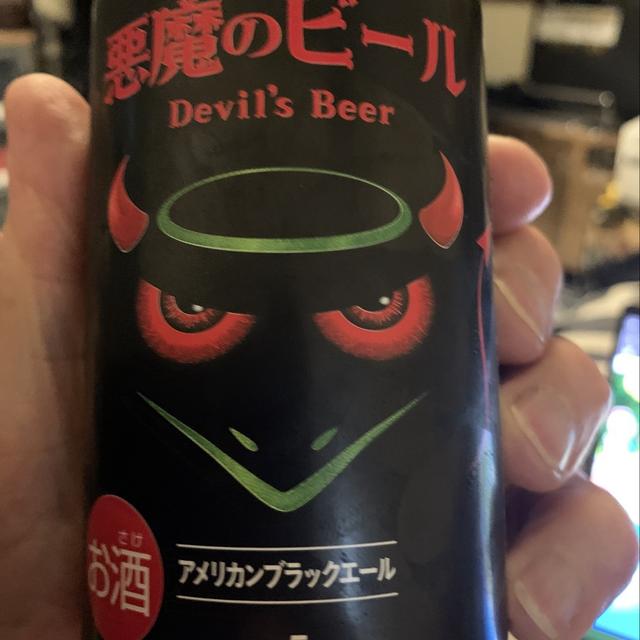 悪魔のビール
Devil's Beer
さけ
お酒
アメリカンブラックエール